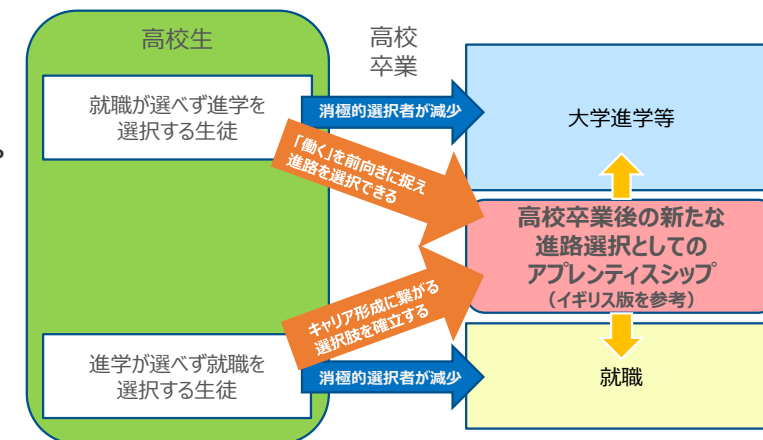 高校生
高校
卒業
就職が選べず進学を
選択する生徒
消極的選択者が減少
大学進学等
「働く」を前向きに捉え
進路を選択できる
高校卒業後の新たな
進路選択としての
アプレンティスシップ
（イギリス版を参考）
キャリア形成に繋がる
選択肢を確立する
進学が選べず就職を
選択する生徒
消極的選択者が減少
就職
。